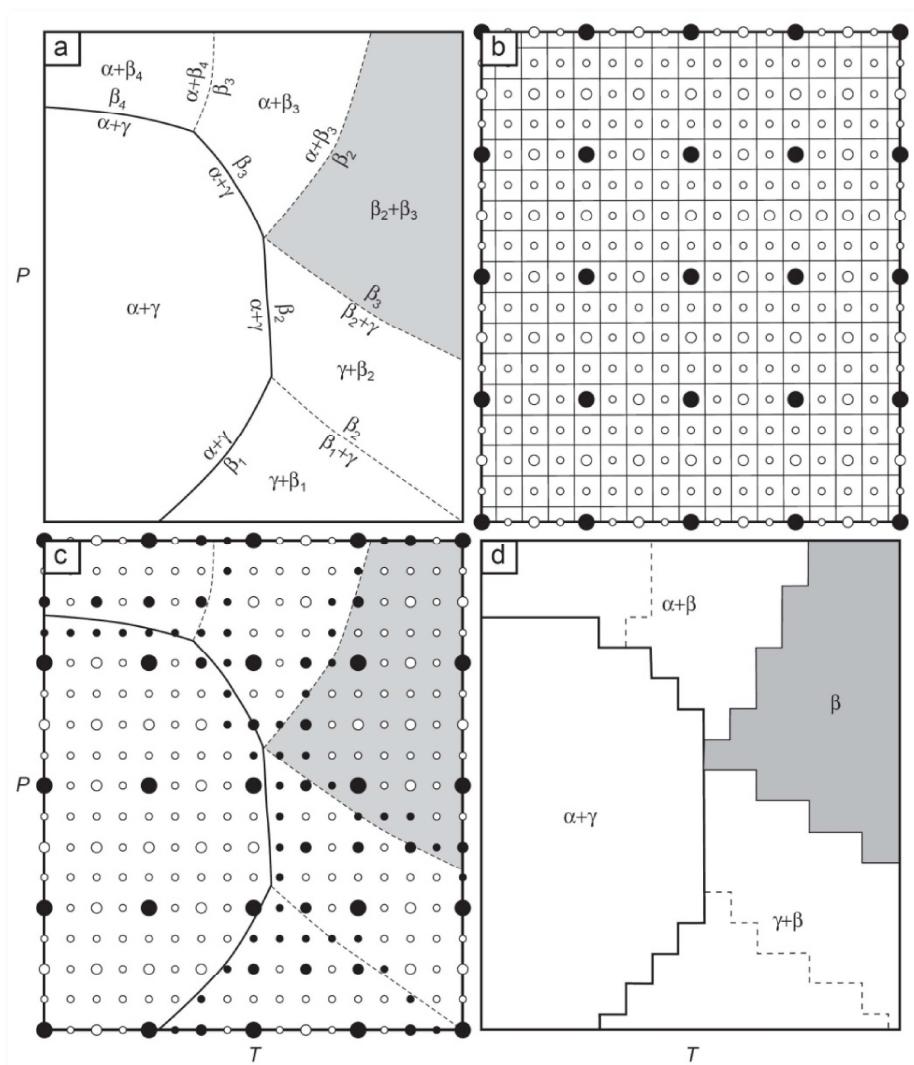 a
α+β₄
β₄
α+γ
α+β₄
β₃
α+β₃
α+β₃
β₂
β₃
α+γ
β₂+β₃
P
α+γ
α+γ
β₂
β₃
β₂+γ
γ+β₂
α+γ
β₁
β₂
β₁+γ
γ+β₁
b
c
P
T
d
α+β
β
α+γ
γ+β
T